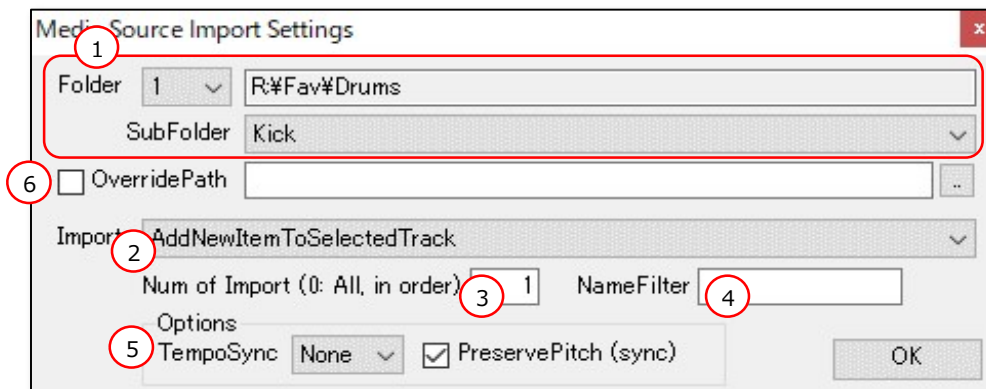 Media Source Import Settings x
1
Folder 1 R:¥Fav¥Drums
SubFolder Kick
6 OverridePath ..
Import AddNewItemToSelectedTrack
2
Num of Import (0: All, in order) 3 1 NameFilter 4
Options
5 TempoSync None PreservePitch (sync) OK